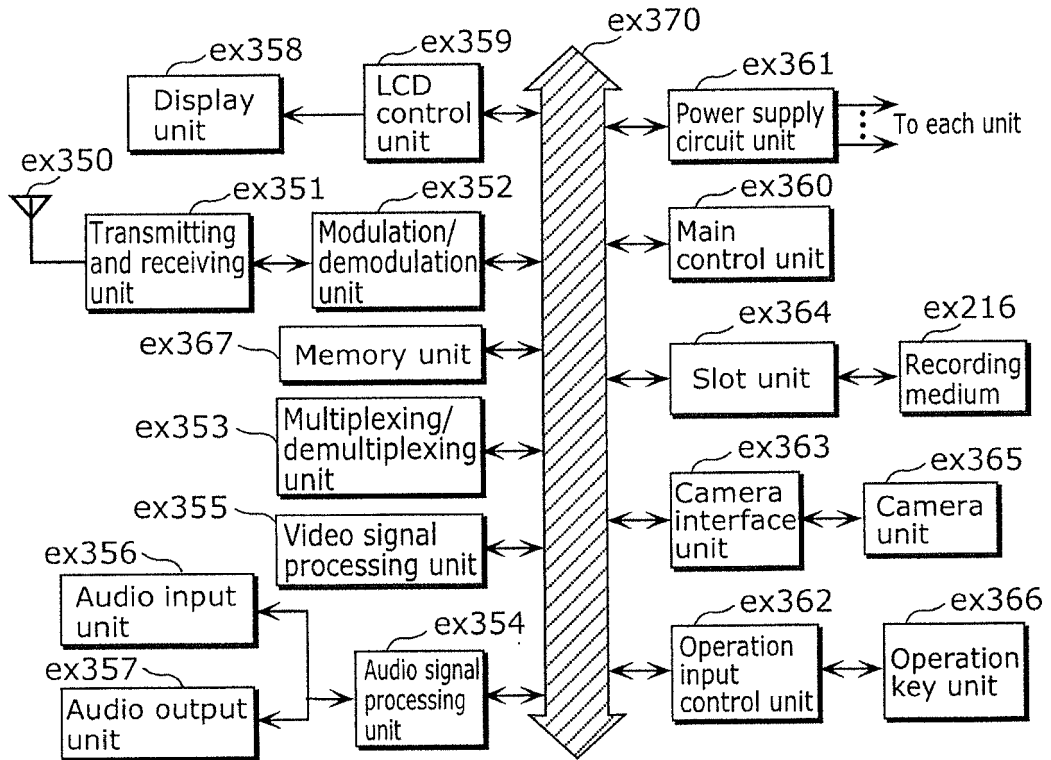 ex370
ex358
ex359
ex361
Display
unit
LCD
control
unit
Power supply
circuit unit
To each unit
ex350
ex351
ex352
ex360
Transmitting
and receiving
unit
Modulation/
demodulation
unit
Main
control unit
ex367
Memory unit
ex364
ex216
Slot unit
Recording
medium
ex353
Multiplexing/
demultiplexing
unit
ex363
ex365
Camera
interface
unit
Camera
unit
ex355
Video signal
processing unit
ex356
Audio input
unit
ex357
Audio output
unit
ex354
Audio signal
processing
unit
ex362
ex366
Operation
input
control unit
Operation
key unit